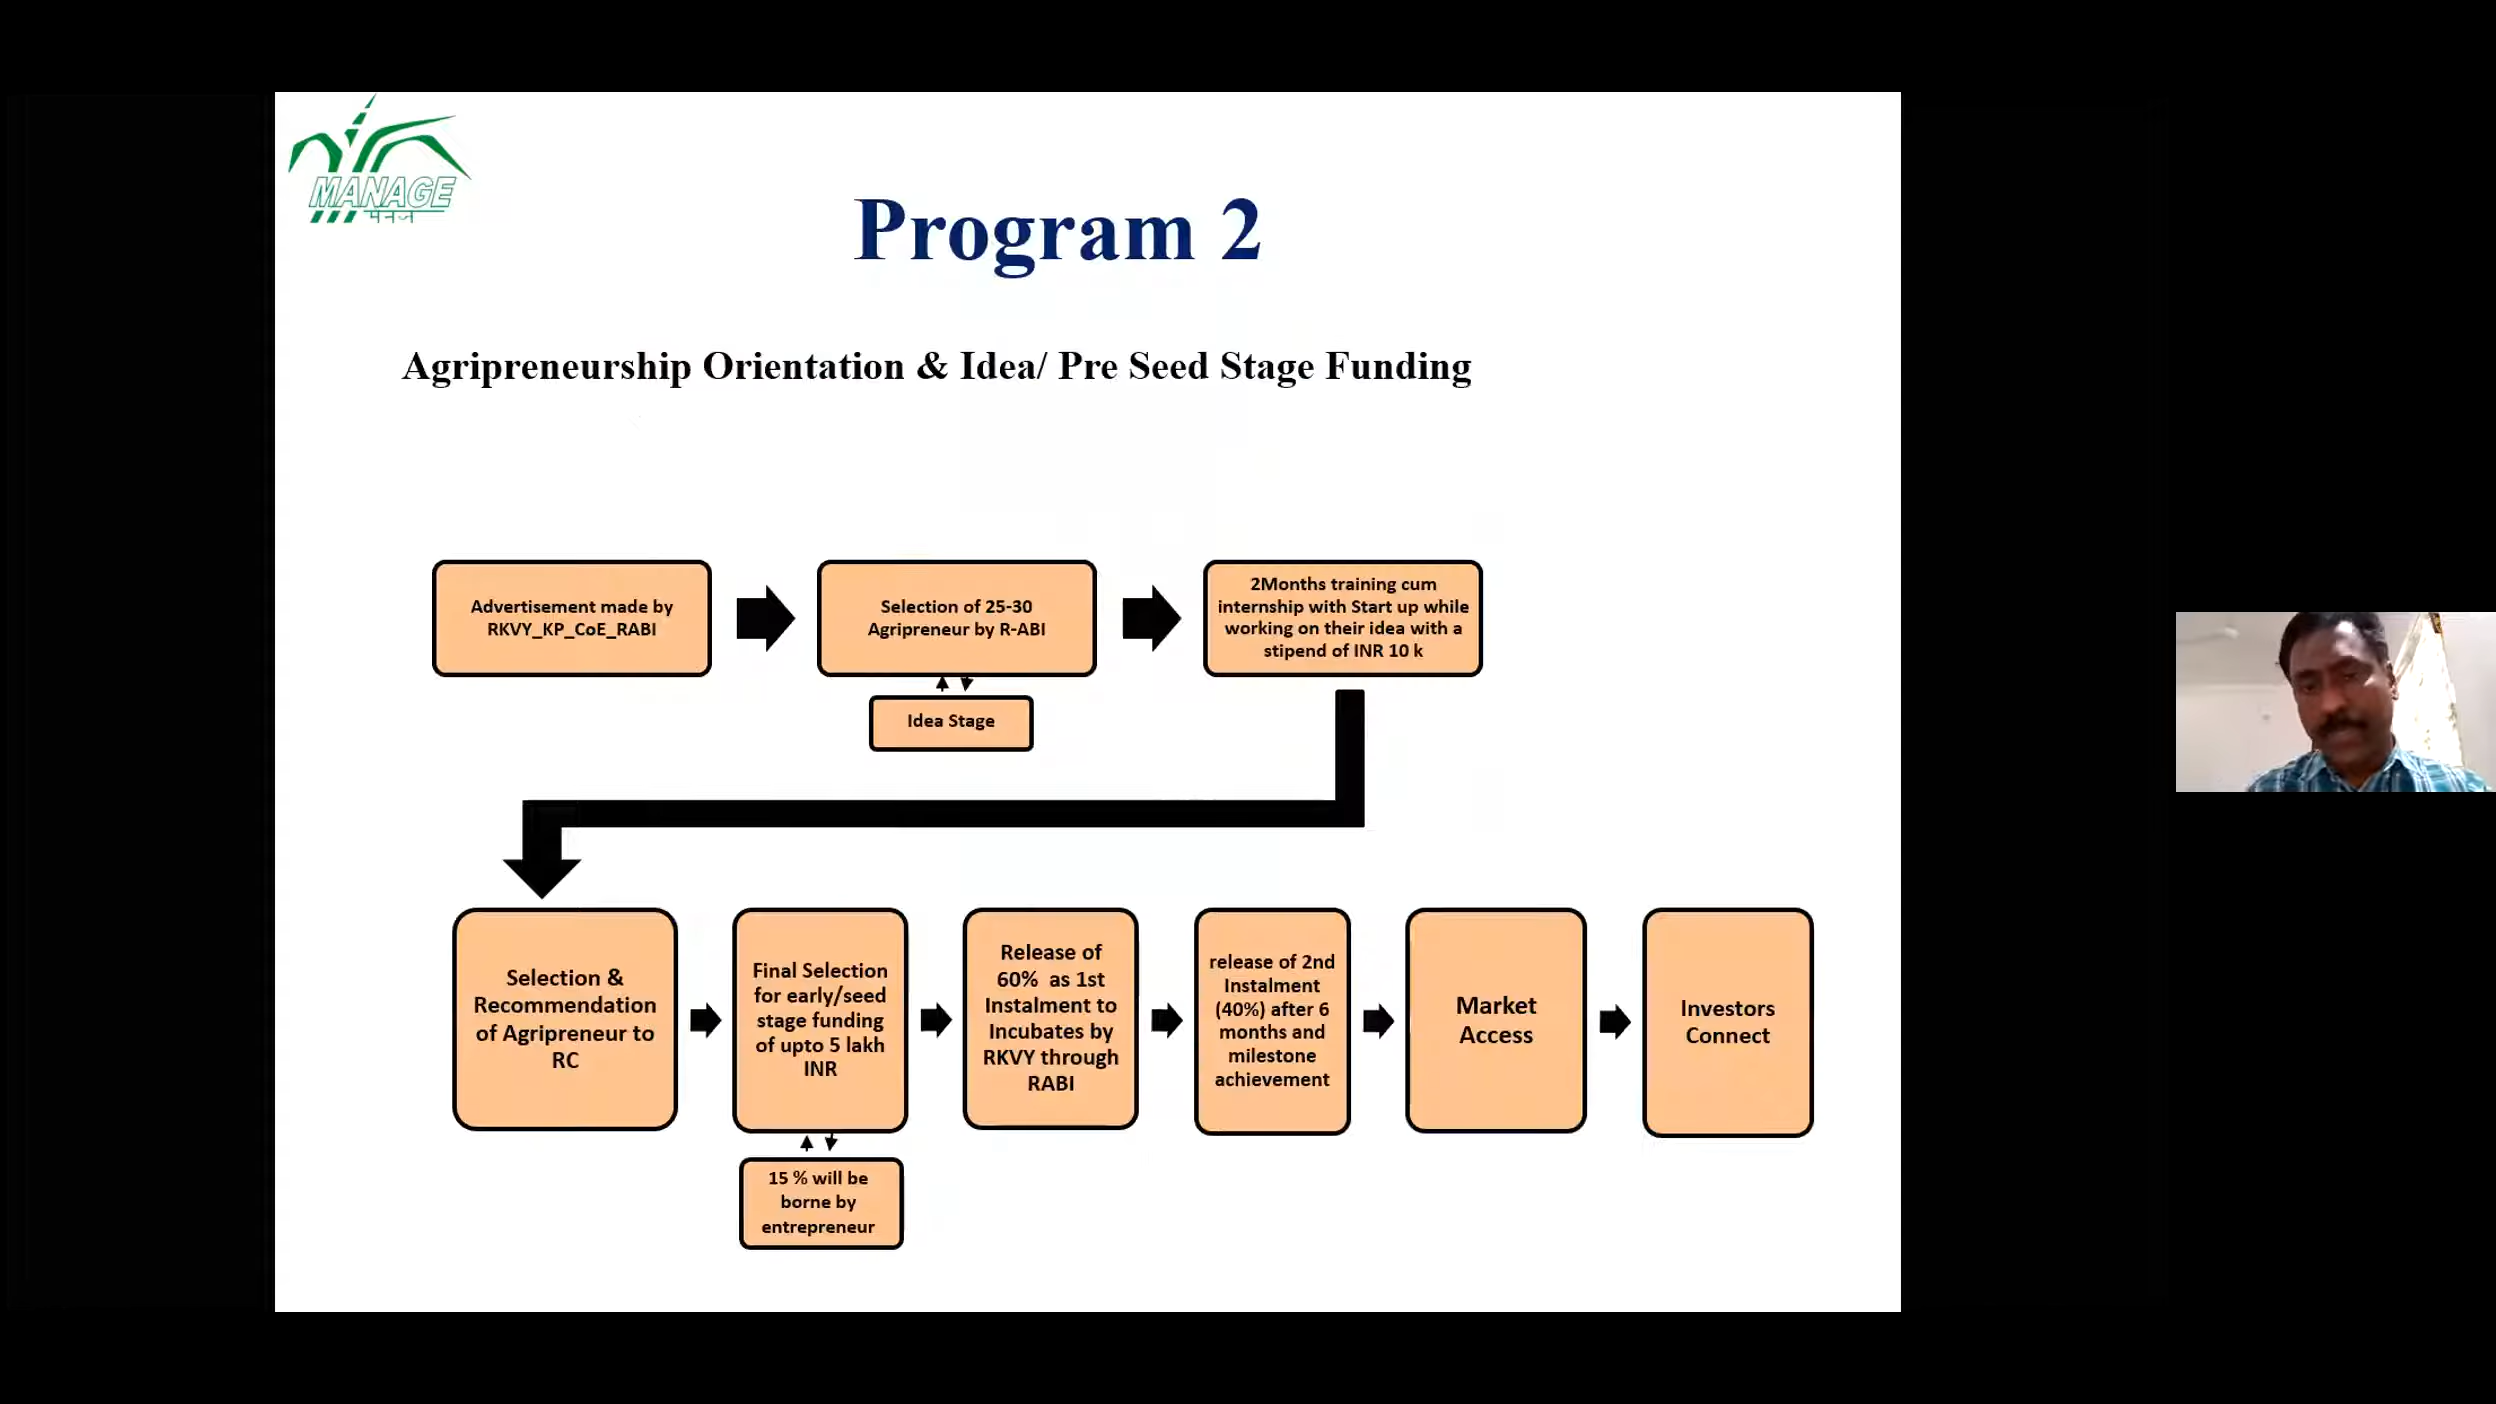 MANAGE
मैनेज
Program 2
Agripreneurship Orientation & Idea/ Pre Seed Stage Funding
Advertisement made by
RKVY_KP_CoE_RABI
Selection of 25-30
Agripreneur by R-ABI
2Months training cum
internship with Start up while
working on their idea with a
stipend of INR 10 k
Idea Stage
Selection &
Recommendation
of Agripreneur to
RC
Final Selection
for early/seed
stage funding
of upto 5 lakh
INR
Release of
60% as 1st
Instalment to
Incubates by
RKVY through
RABI
release of 2nd
Instalment
(40%) after 6
months and
milestone
achievement
Market
Access
Investors
Connect
15 % will be
borne by
entrepreneur